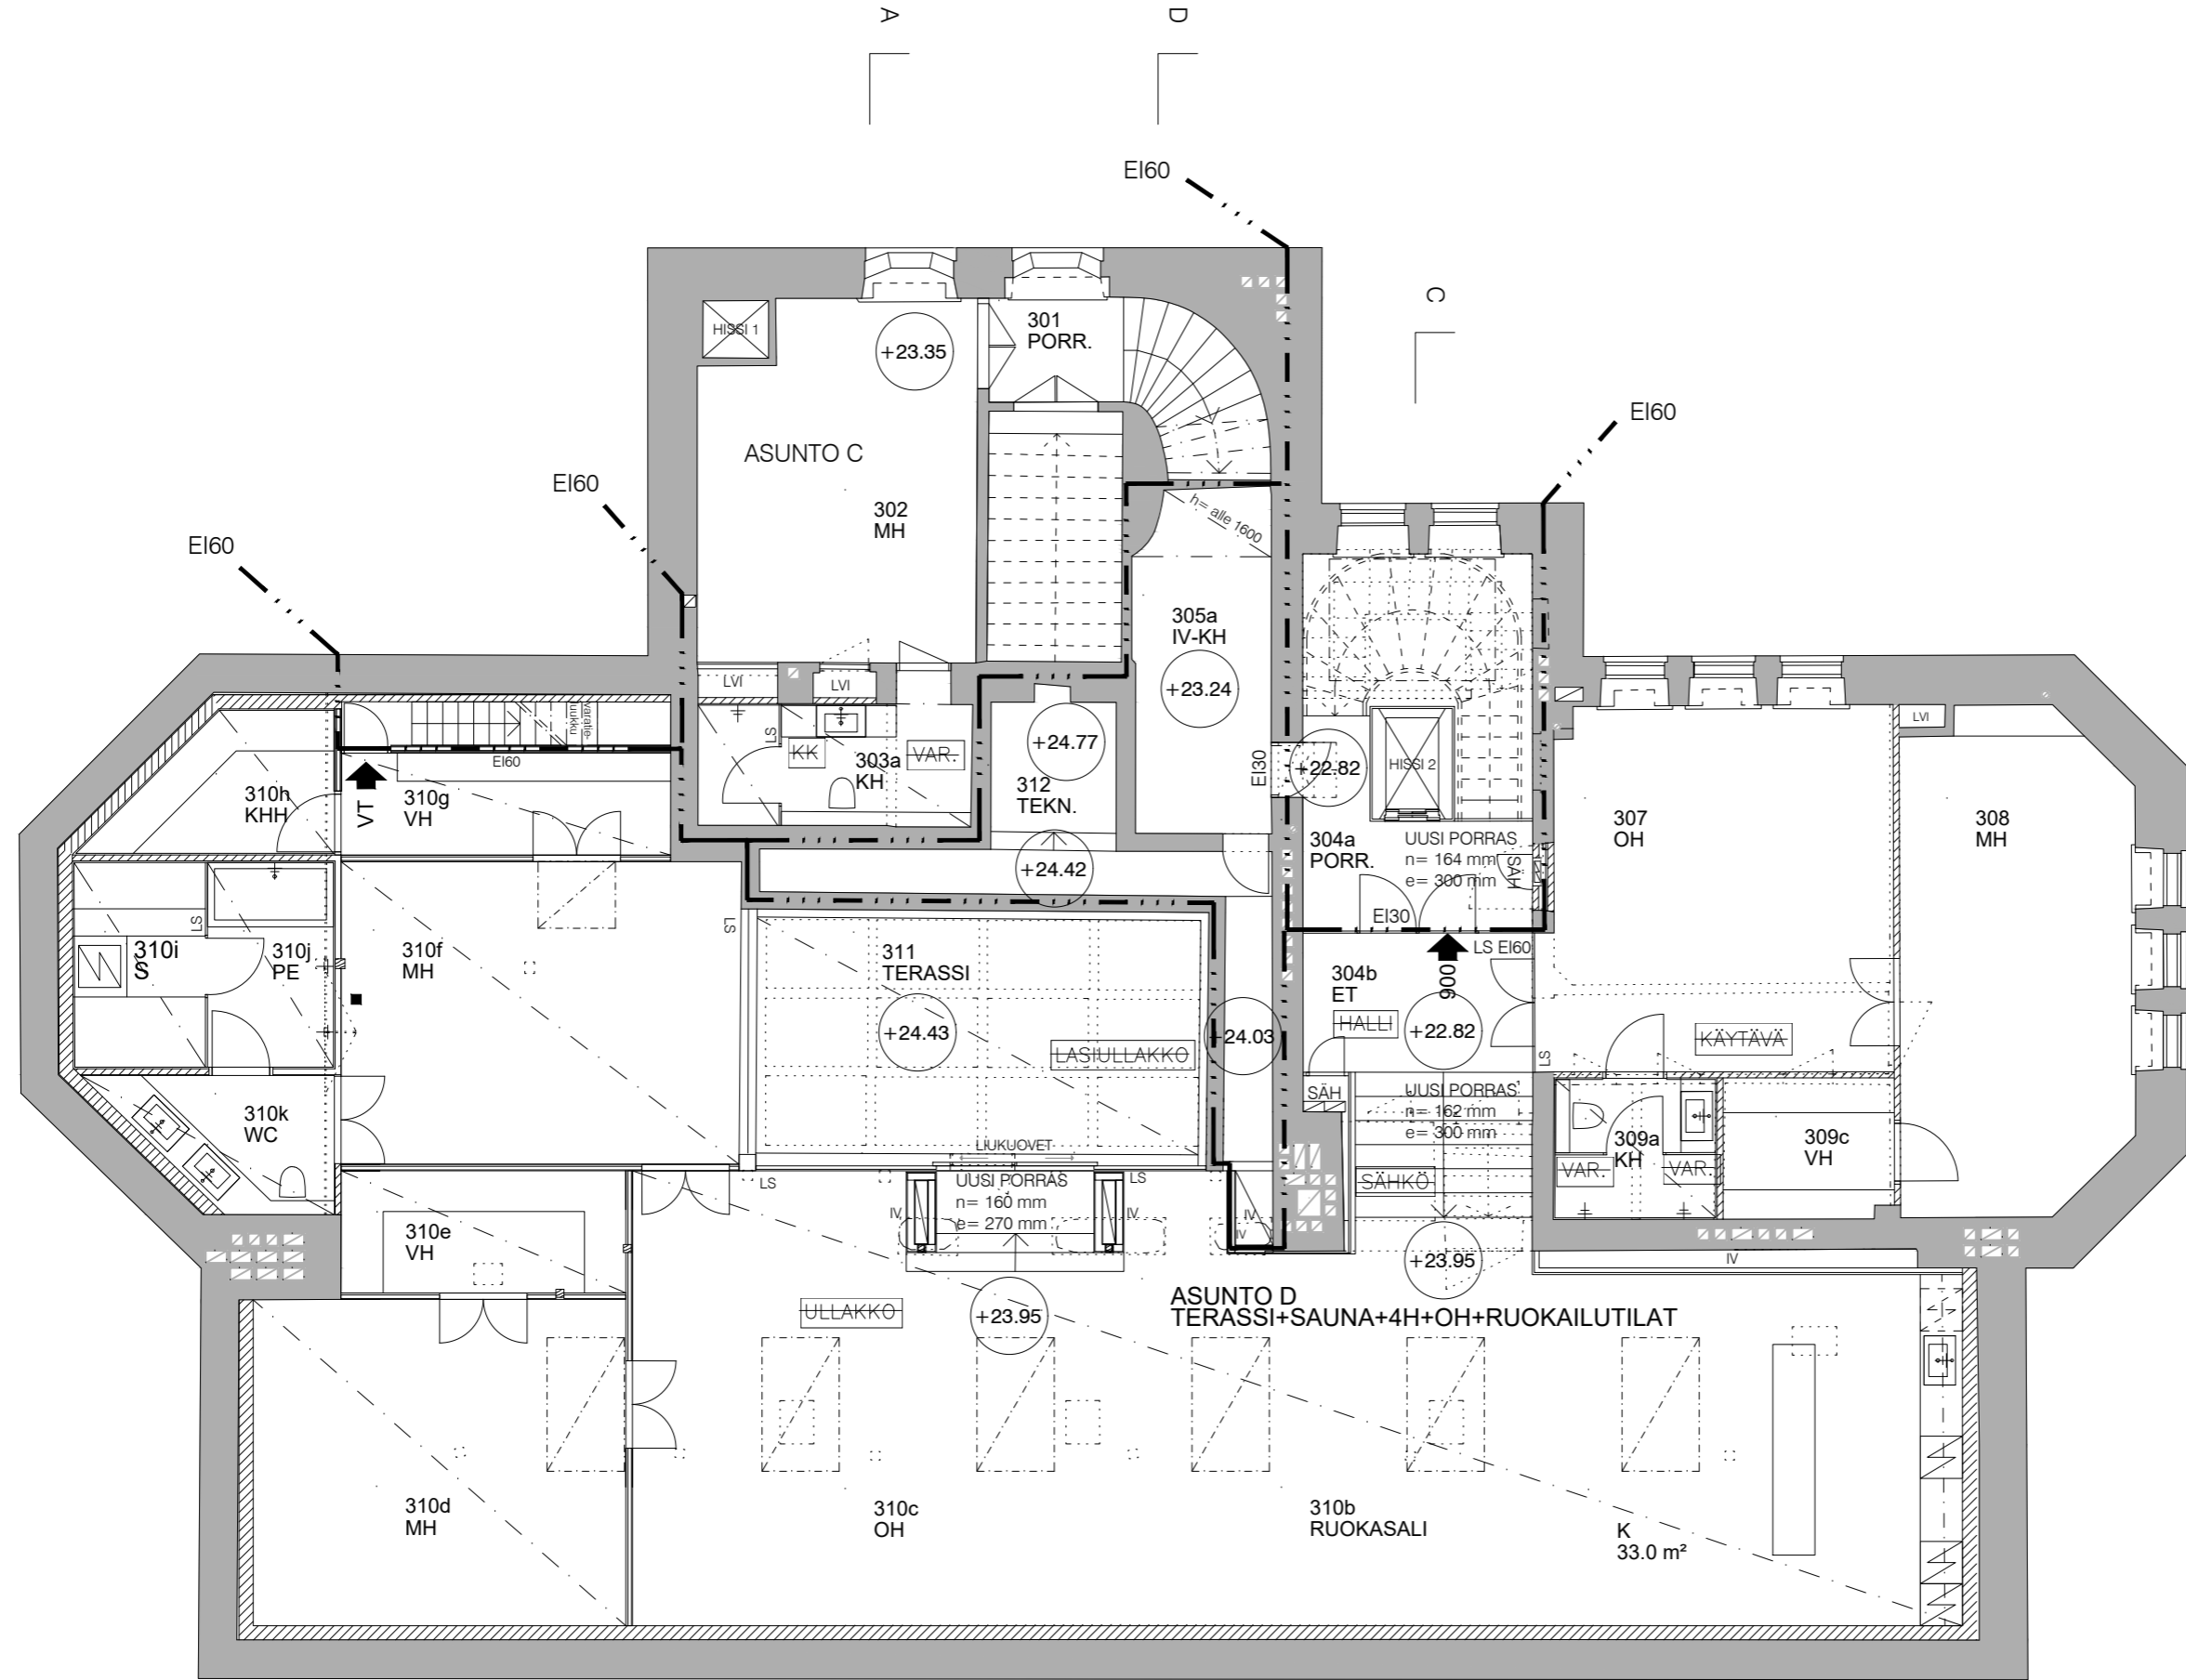 A
D
EI60
C
HISSI 1
+23.35
301
PORR.
EI60
ASUNTO C
EI60
302
MH
h= alle 1600
EI60
305a
IV-KH
+23.24
LVI
LVI
LVI
varatie-
luukku
LS
KK
303a
KH
VAR.
+24.77
312
TEKN.
EI30
+22.82
HISSI 2
EI60
VT
310h
KHH
310g
VH
307
OH
308
MH
304a
PORR.
UUSI PORRAS
n= 164 mm
e= 300 mm
SÄH
+24.42
EI30
LS EI60
LS
310i
S
LS
310j
PE
310f
MH
311
TERASSI
+24.43
LASIULLAKKO
+24.03
304b
ET
HALLI
006
+22.82
KÄYTÄVÄ
LS
SÄH
UUSI PORRAS
n= 162 mm
e= 300 mm
310k
WC
309a
KH
VAR.
VAR.
309c
VH
LIUKUOVET
LS
UUSI PORRAS
n= 160 mm
e= 270 mm
LS
SÄHKÖ
IV
IV
IV
IV
310e
VH
+23.95
IV
ULLAKKO
+23.95
ASUNTO D
TERASSI+SAUNA+4H+OH+RUOKAILUTILAT
310d
MH
310c
OH
310b
RUOKASALI
K
33.0 m²